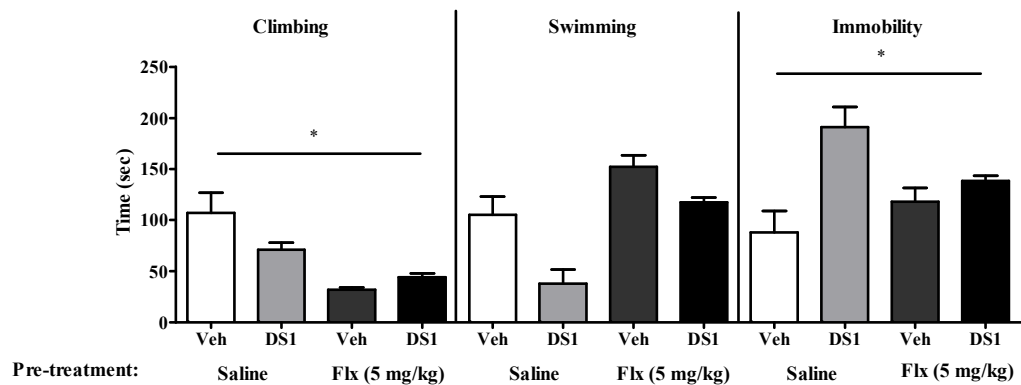 Climbing Swimming Immobility
250
200
150
100
50
0
Time (sec)
* *
Veh DS1 Veh DS1 Veh DS1 Veh DS1 Veh DS1 Veh DS1
Pre-treatment: Saline Flx (5 mg/kg) Saline Flx (5 mg/kg) Saline Flx (5 mg/kg)